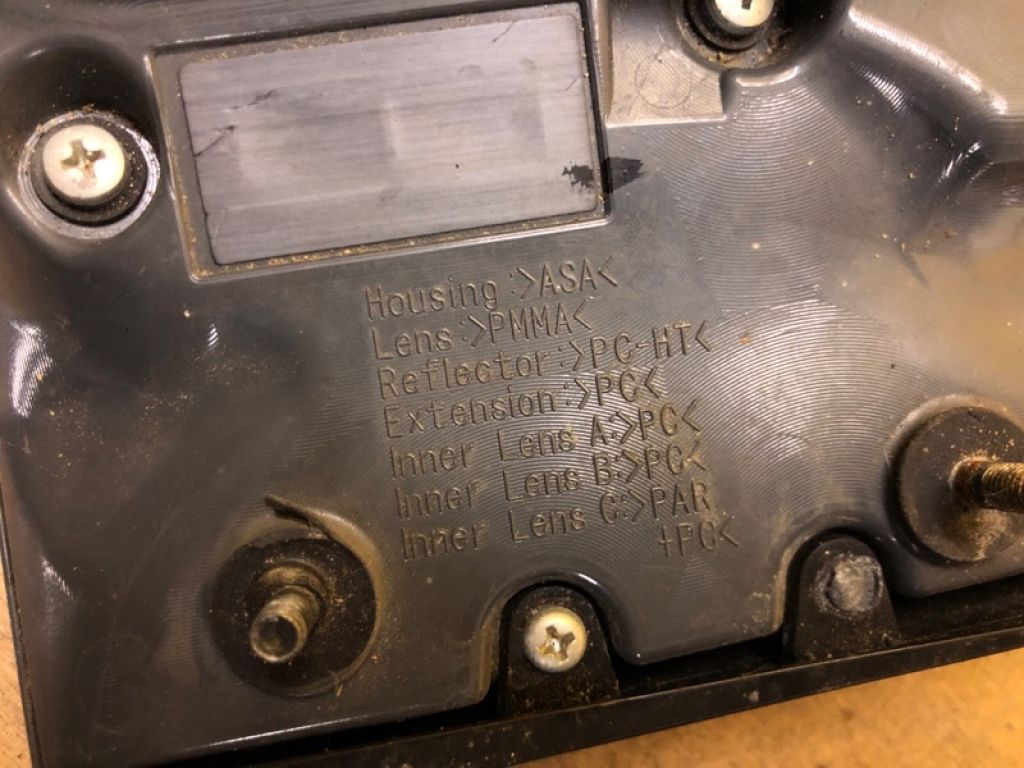 Housing:>ASA<
Lens:>PMMA<
Reflector:>PC-HT<
Extension:>PC<
Inner Lens A:>PC<
Inner Lens B:>PC<
Inner Lens C:>PAR
+PC<